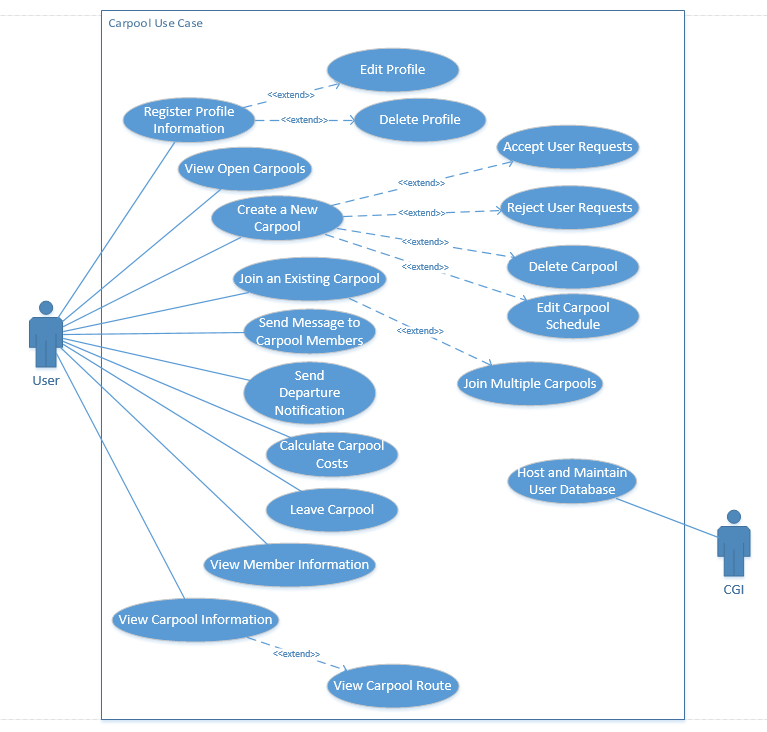 Carpool Use Case
Edit Profile
<<extend>>
Register Profile
Information
<<extend>>
Delete Profile
Accept User Requests
View Open Carpools
<<extend>>
Create a New
Carpool
<<extend>>
Reject User Requests
<<extend>>
Delete Carpool
<<extend>>
Join an Existing Carpool
Edit Carpool
Schedule
Send Message to
Carpool Members
<<extend>>
User
Send
Departure
Notification
Join Multiple Carpools
Calculate Carpool
Costs
Host and Maintain
User Database
Leave Carpool
View Member Information
CGI
View Carpool Information
<<extend>>
View Carpool Route